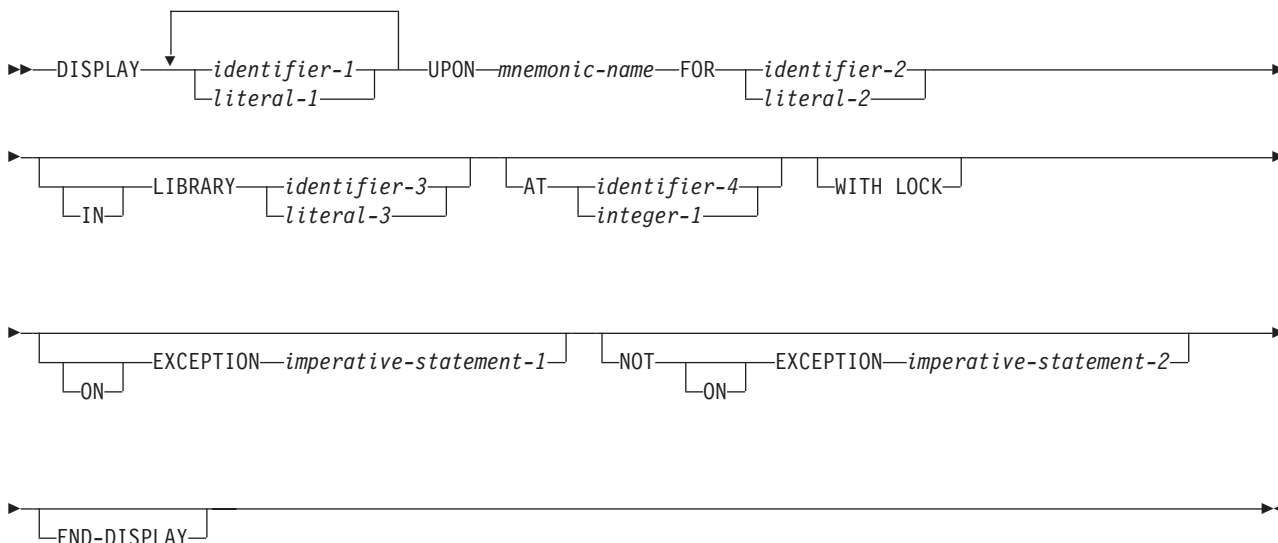 DISPLAY identifier-1 UPON mnemonic-name FOR identifier-2
literal-1 literal-2
LIBRARY identifier-3 AT identifier-4 WITH LOCK
IN literal-3 integer-1
EXCEPTION imperative-statement-1 NOT EXCEPTION imperative-statement-2
ON ON
END-DISPLAY